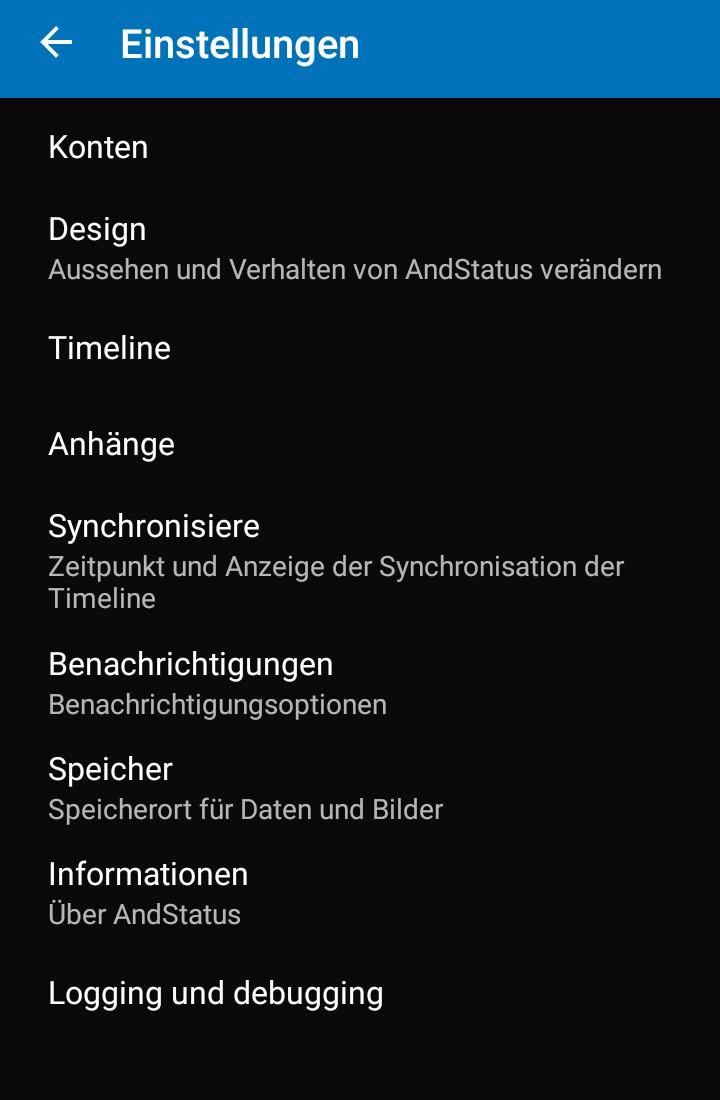 Einstellungen
Konten
Design
Aussehen und Verhalten von AndStatus verändern
Timeline
Anhänge
Synchronisiere
Zeitpunkt und Anzeige der Synchronisation der
Timeline
Benachrichtigungen
Benachrichtigungsoptionen
Speicher
Speicherort für Daten und Bilder
Informationen
Über AndStatus
Logging und debugging